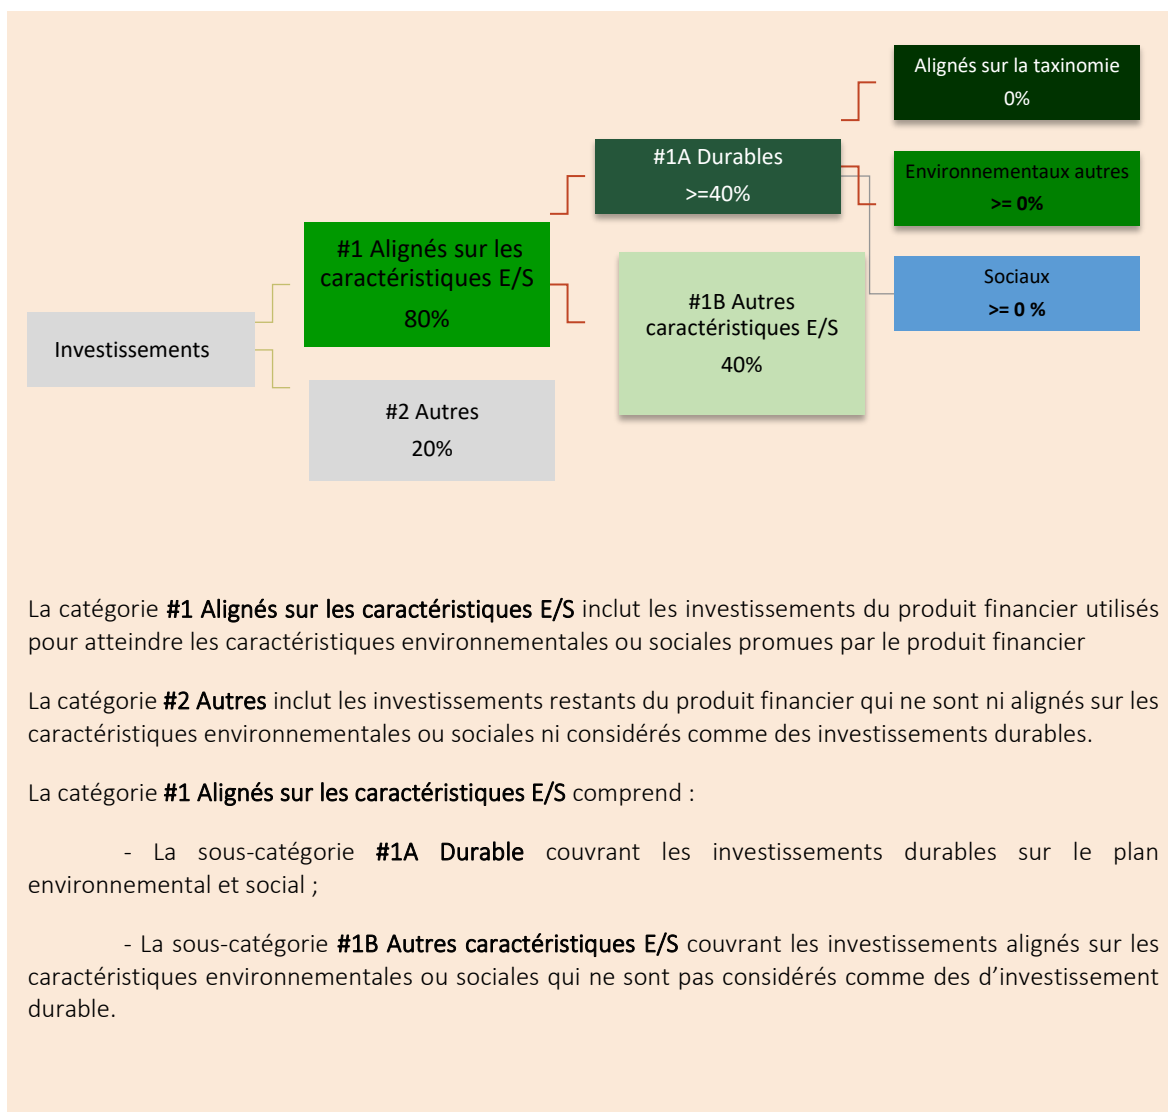 Alignés sur la taxinomie
0%
#1A Durables
>=40%
Environnementaux autres
>= 0%
#1 Alignés sur les
caractéristiques E/S
80%
#1B Autres
caractéristiques E/S
40%
Sociaux
>= 0 %
Investissements
#2 Autres
20%
La catégorie #1 Alignés sur les caractéristiques E/S inclut les investissements du produit financier utilisés
pour atteindre les caractéristiques environnementales ou sociales promues par le produit financier
La catégorie #2 Autres inclut les investissements restants du produit financier qui ne sont ni alignés sur les
caractéristiques environnementales ou sociales ni considérés comme des investissements durables.
La catégorie #1 Alignés sur les caractéristiques E/S comprend :
- La sous-catégorie #1A Durable couvrant les investissements durables sur le plan
environnemental et social ;
- La sous-catégorie #1B Autres caractéristiques E/S couvrant les investissements alignés sur les
caractéristiques environnementales ou sociales qui ne sont pas considérés comme des d’investissement
durable.